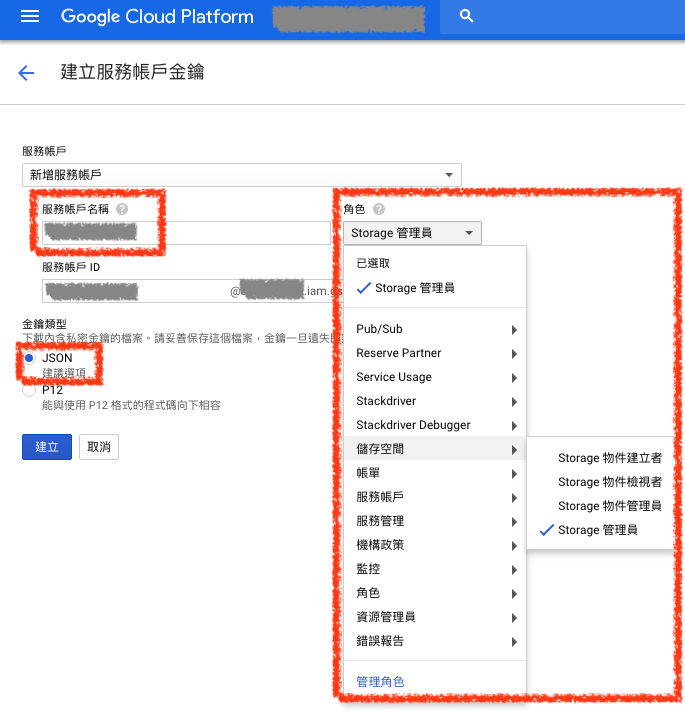 Google Cloud Platform
建立服務帳戶金鑰
服務帳戶
新增服務帳戶
服務帳戶名稱
角色
Storage 管理員
服務帳戶 ID
@
.iam.gs
金鑰類型
下載內含私密金鑰的檔案。請妥善保存這個檔案，金鑰一旦遺失即
JSON
建議選項
P12
能與使用 P12 格式的程式碼向下相容
建立
取消
已選取
Storage 管理員
Pub/Sub
Reserve Partner
Service Usage
Stackdriver
Stackdriver Debugger
儲存空間
帳單
服務帳戶
服務管理
機構政策
監控
角色
資源管理員
錯誤報告
管理角色
Storage 物件建立者
Storage 物件檢視者
Storage 物件管理員
Storage 管理員